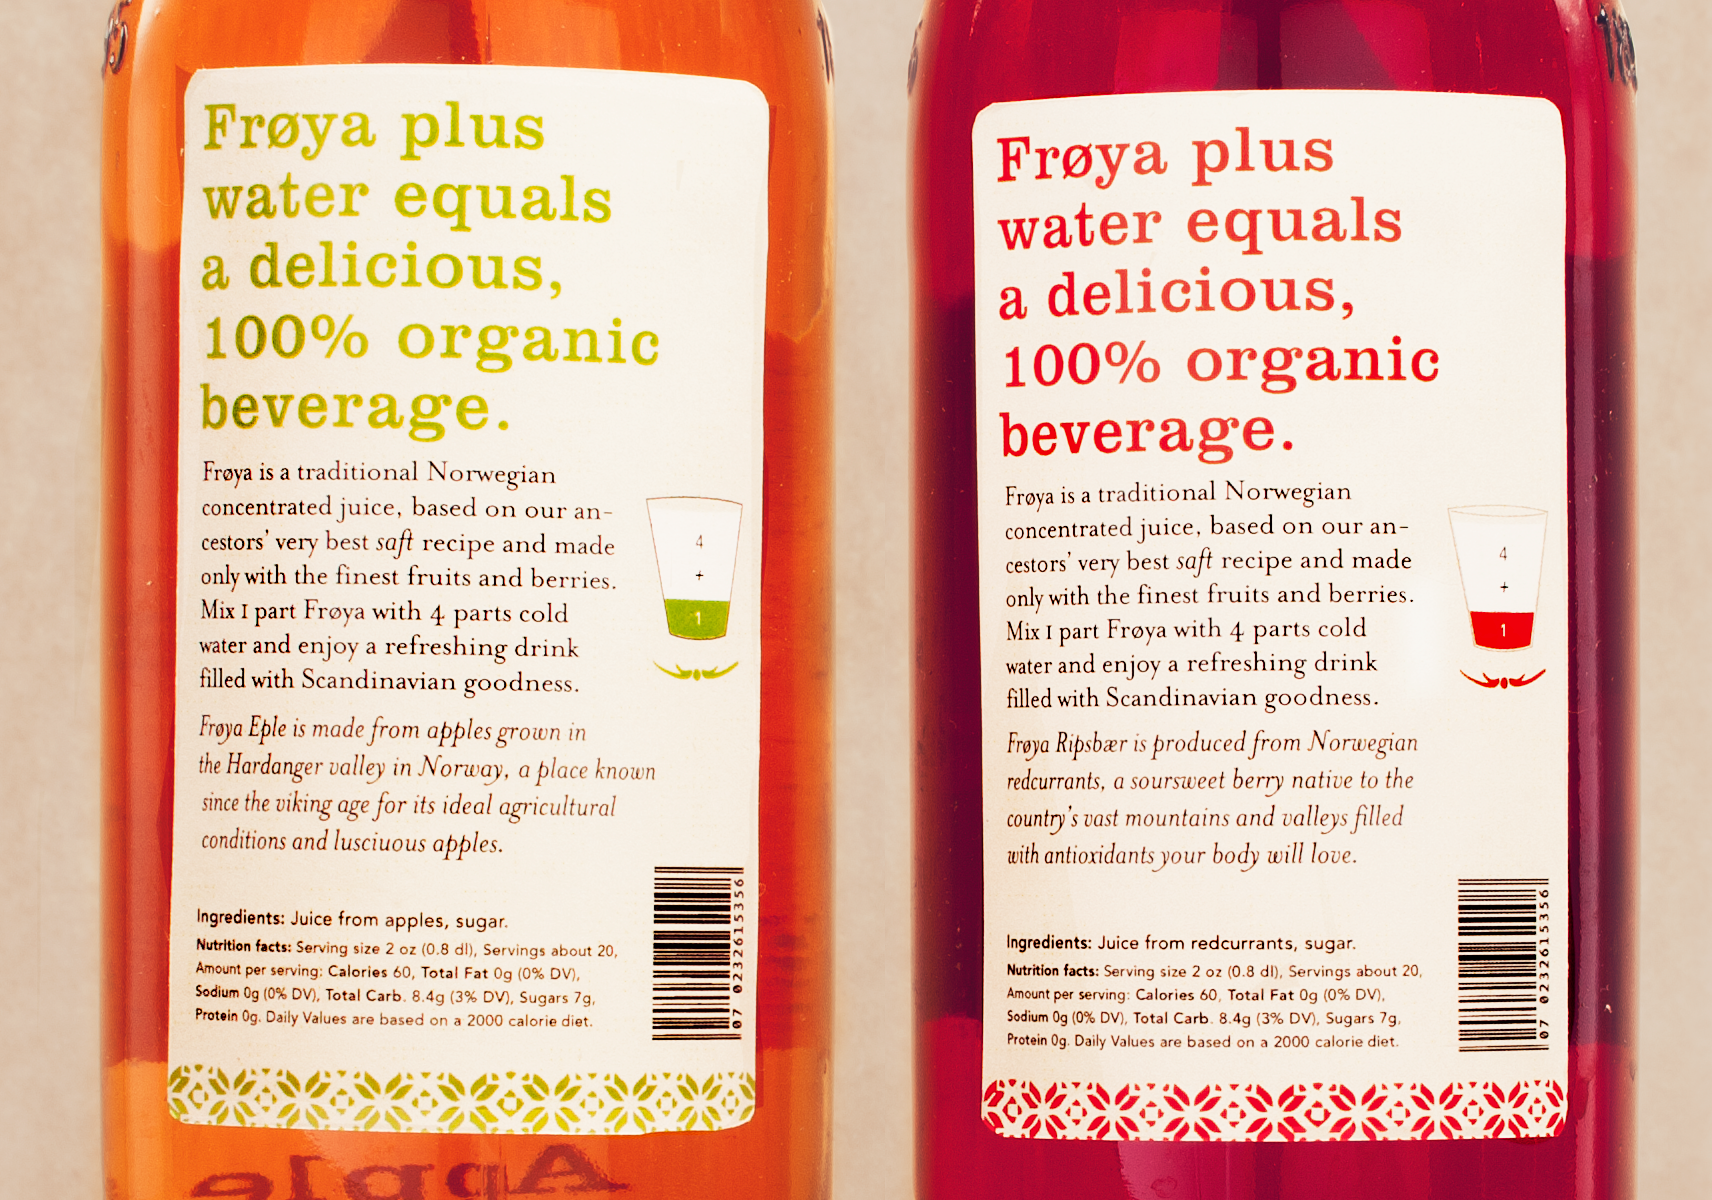 Frøya plus
water equals
a delicious,
100% organic
beverage.
Frøya is a traditional Norwegian
concentrated juice, based on our an-
cestors' very best saft recipe and made
only with the finest fruits and berries.
Mix 1 part Frøya with 4 parts cold
water and enjoy a refreshing drink
filled with Scandinavian goodness.
4
+
1
Frøya Eple is made from apples grown in
the Hardanger valley in Norway, a place known
since the viking age for its ideal agricultural
conditions and lusciuous apples.
Ingredients: Juice from apples, sugar.
Nutrition facts: Serving size 2 oz (0.8 dl), Servings about 20,
Amount per serving: Calories 60, Total Fat 0g (0% DV),
Sodium 0g (0% DV), Total Carb. 8.4g (3% DV), Sugars 7g,
Protein 0g. Daily Values are based on a 2000 calorie diet.
07 0232615356
Apple
Frøya plus
water equals
a delicious,
100% organic
beverage.
Frøya is a traditional Norwegian
concentrated juice, based on our an-
cestors' very best saft recipe and made
only with the finest fruits and berries.
Mix 1 part Frøya with 4 parts cold
water and enjoy a refreshing drink
filled with Scandinavian goodness.
4
+
1
Frøya Ripsbær is produced from Norwegian
redcurrants, a soursweet berry native to the
country's vast mountains and valleys filled
with antioxidants your body will love.
Ingredients: Juice from redcurrants, sugar.
Nutrition facts: Serving size 2 oz (0.8 dl), Servings about 20,
Amount per serving: Calories 60, Total Fat 0g (0% DV),
Sodium 0g (0% DV), Total Carb. 8.4g (3% DV), Sugars 7g,
Protein 0g. Daily Values are based on a 2000 calorie diet.
07 0232615356